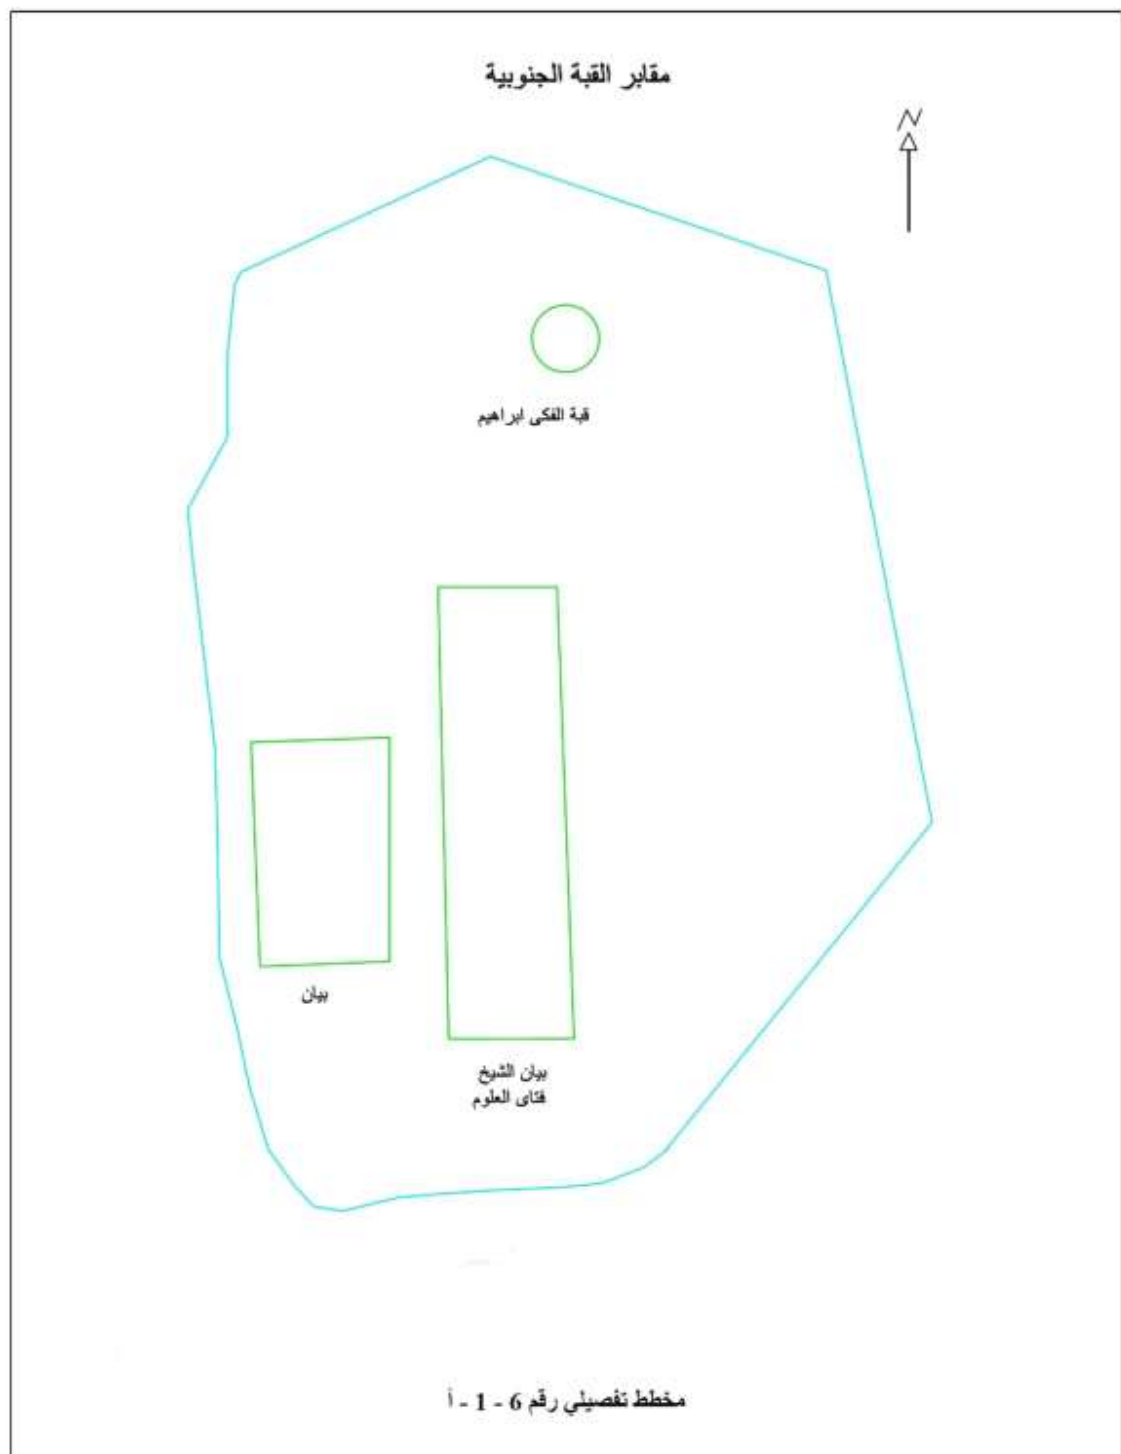 مقابر القبة الجنوبية
N
قبة الفكى ابراهيم
بيان
بيان الشيخ
فتاى العلوم
مخطط تفصيلي رقم 6 - 1 - أ